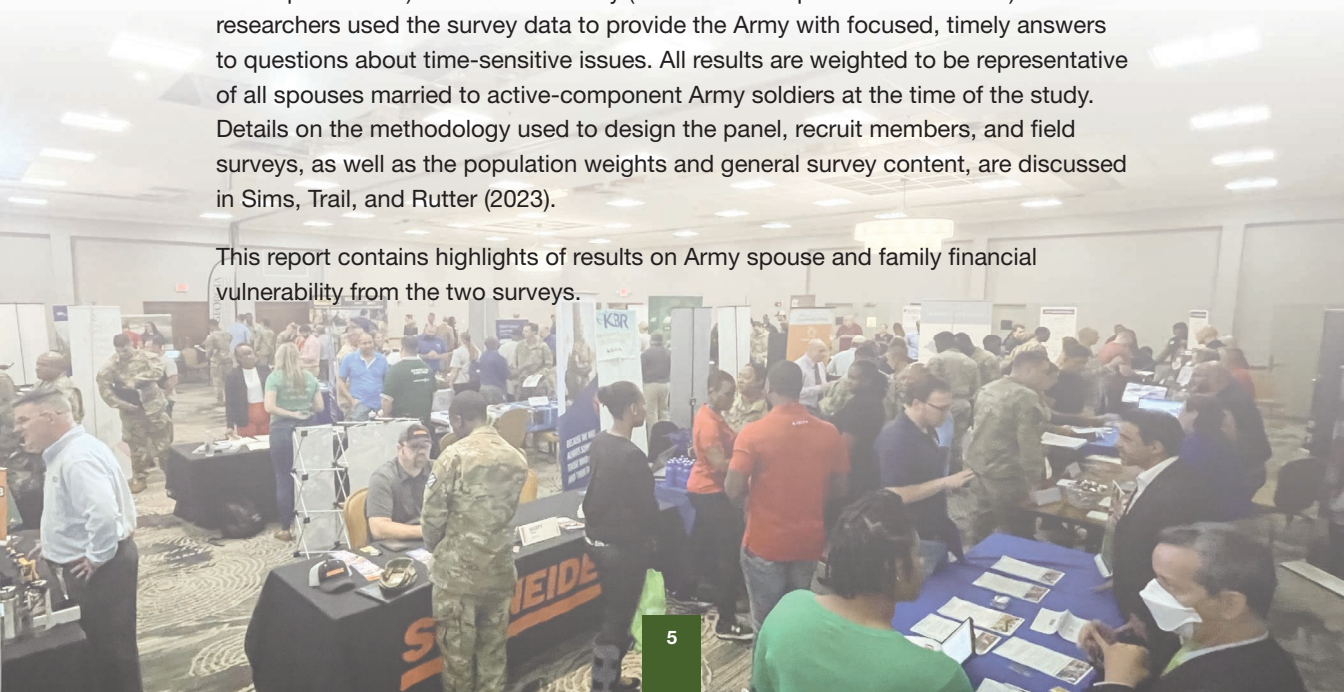 researchers used the survey data to provide the Army with focused, timely answers
to questions about time-sensitive issues. All results are weighted to be representative
of all spouses married to active-component Army soldiers at the time of the study.
Details on the methodology used to design the panel, recruit members, and field
surveys, as well as the population weights and general survey content, are discussed
in Sims, Trail, and Rutter (2023).
This report contains highlights of results on Army spouse and family financial
vulnerability from the two surveys.
KBR
5